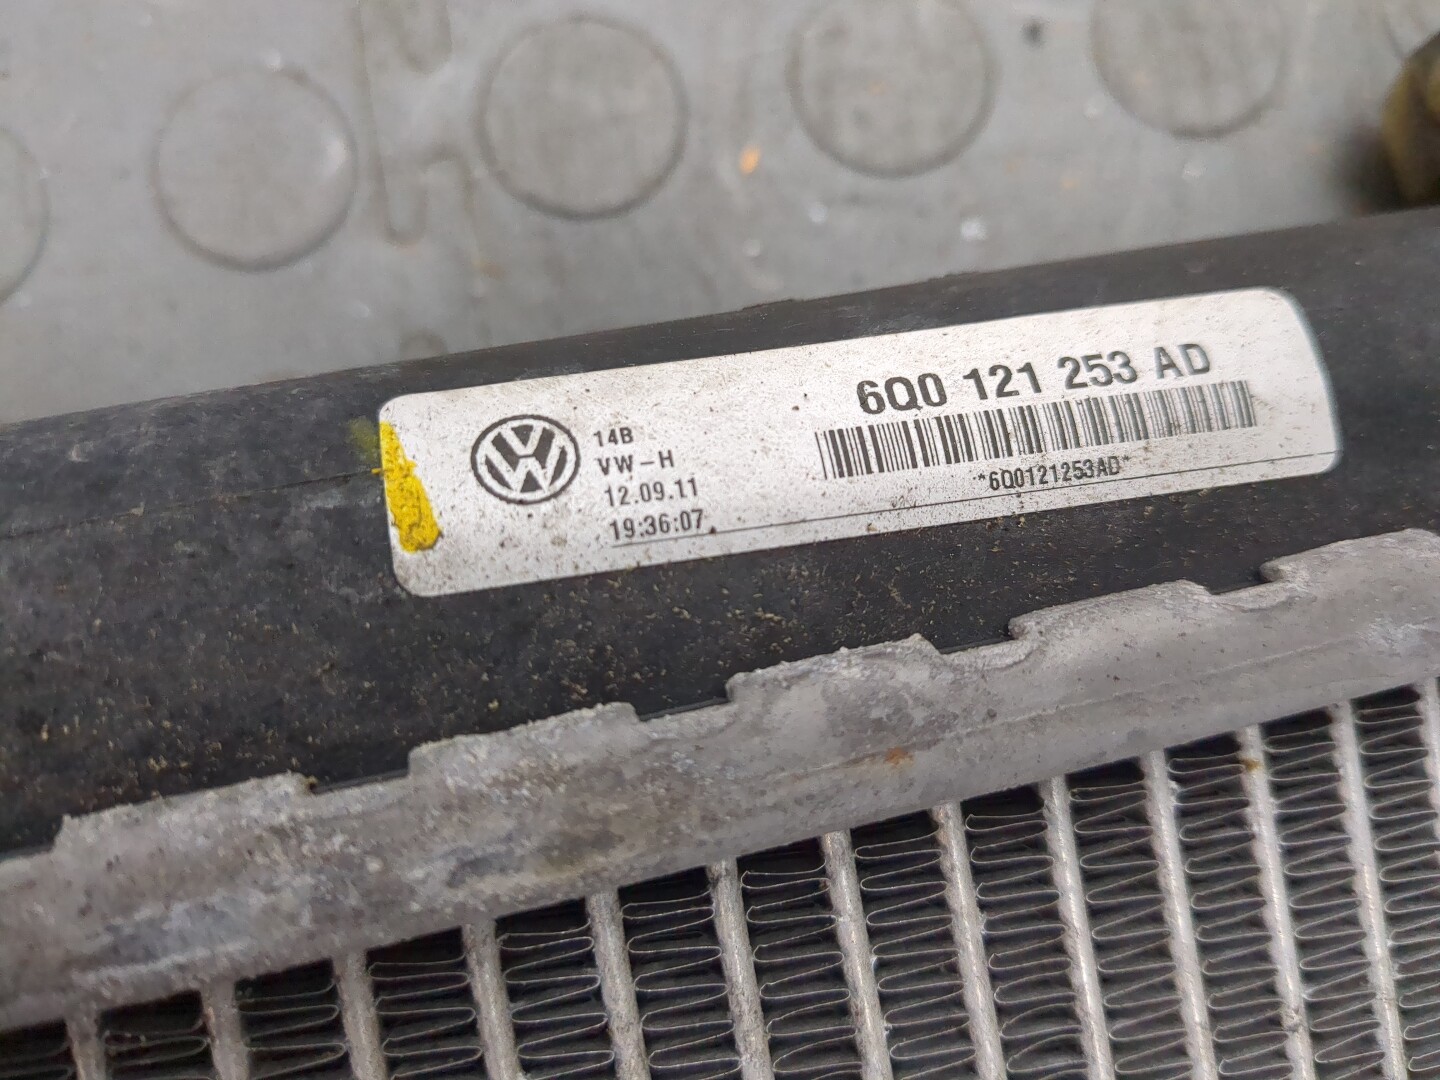 14B
VW-H
12.09.11
19:36:07
6Q0 121 253 AD
*6Q0121253AD*